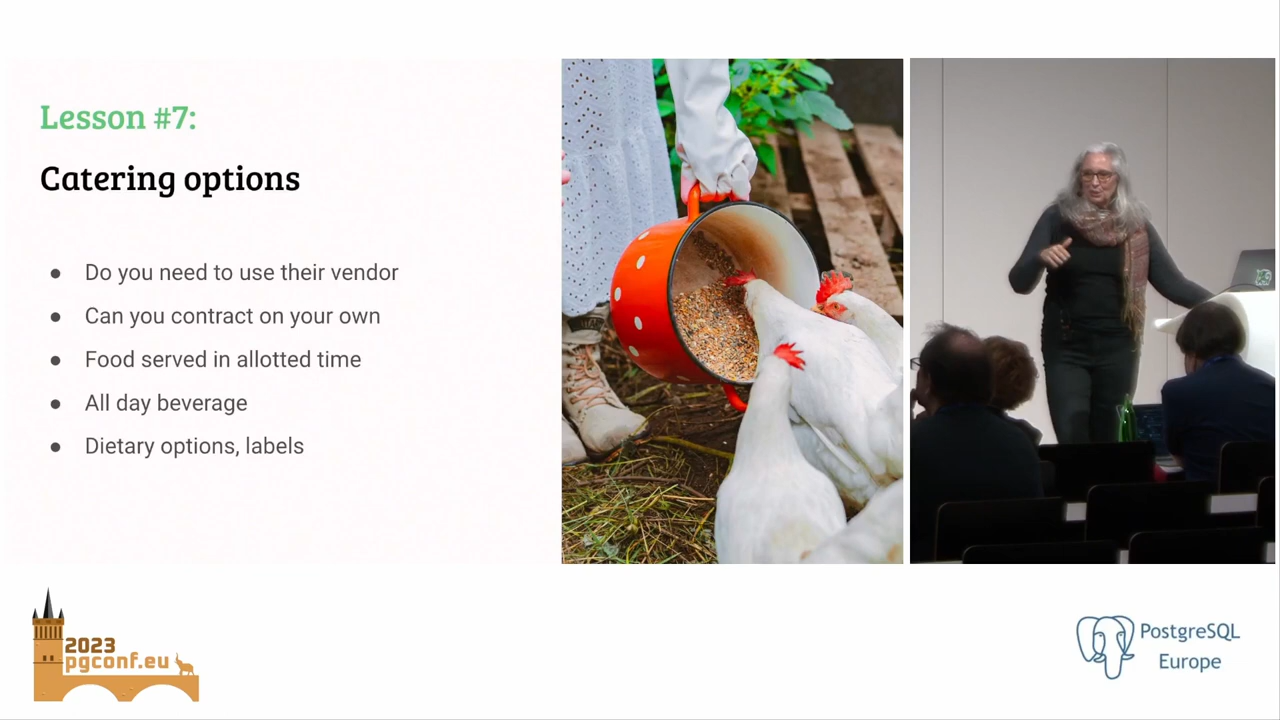 Lesson #7:
Catering options
● Do you need to use their vendor
● Can you contract on your own
● Food served in allotted time
● All day beverage
● Dietary options, labels
2023
pgconf.eu
PostgreSQL
Europe